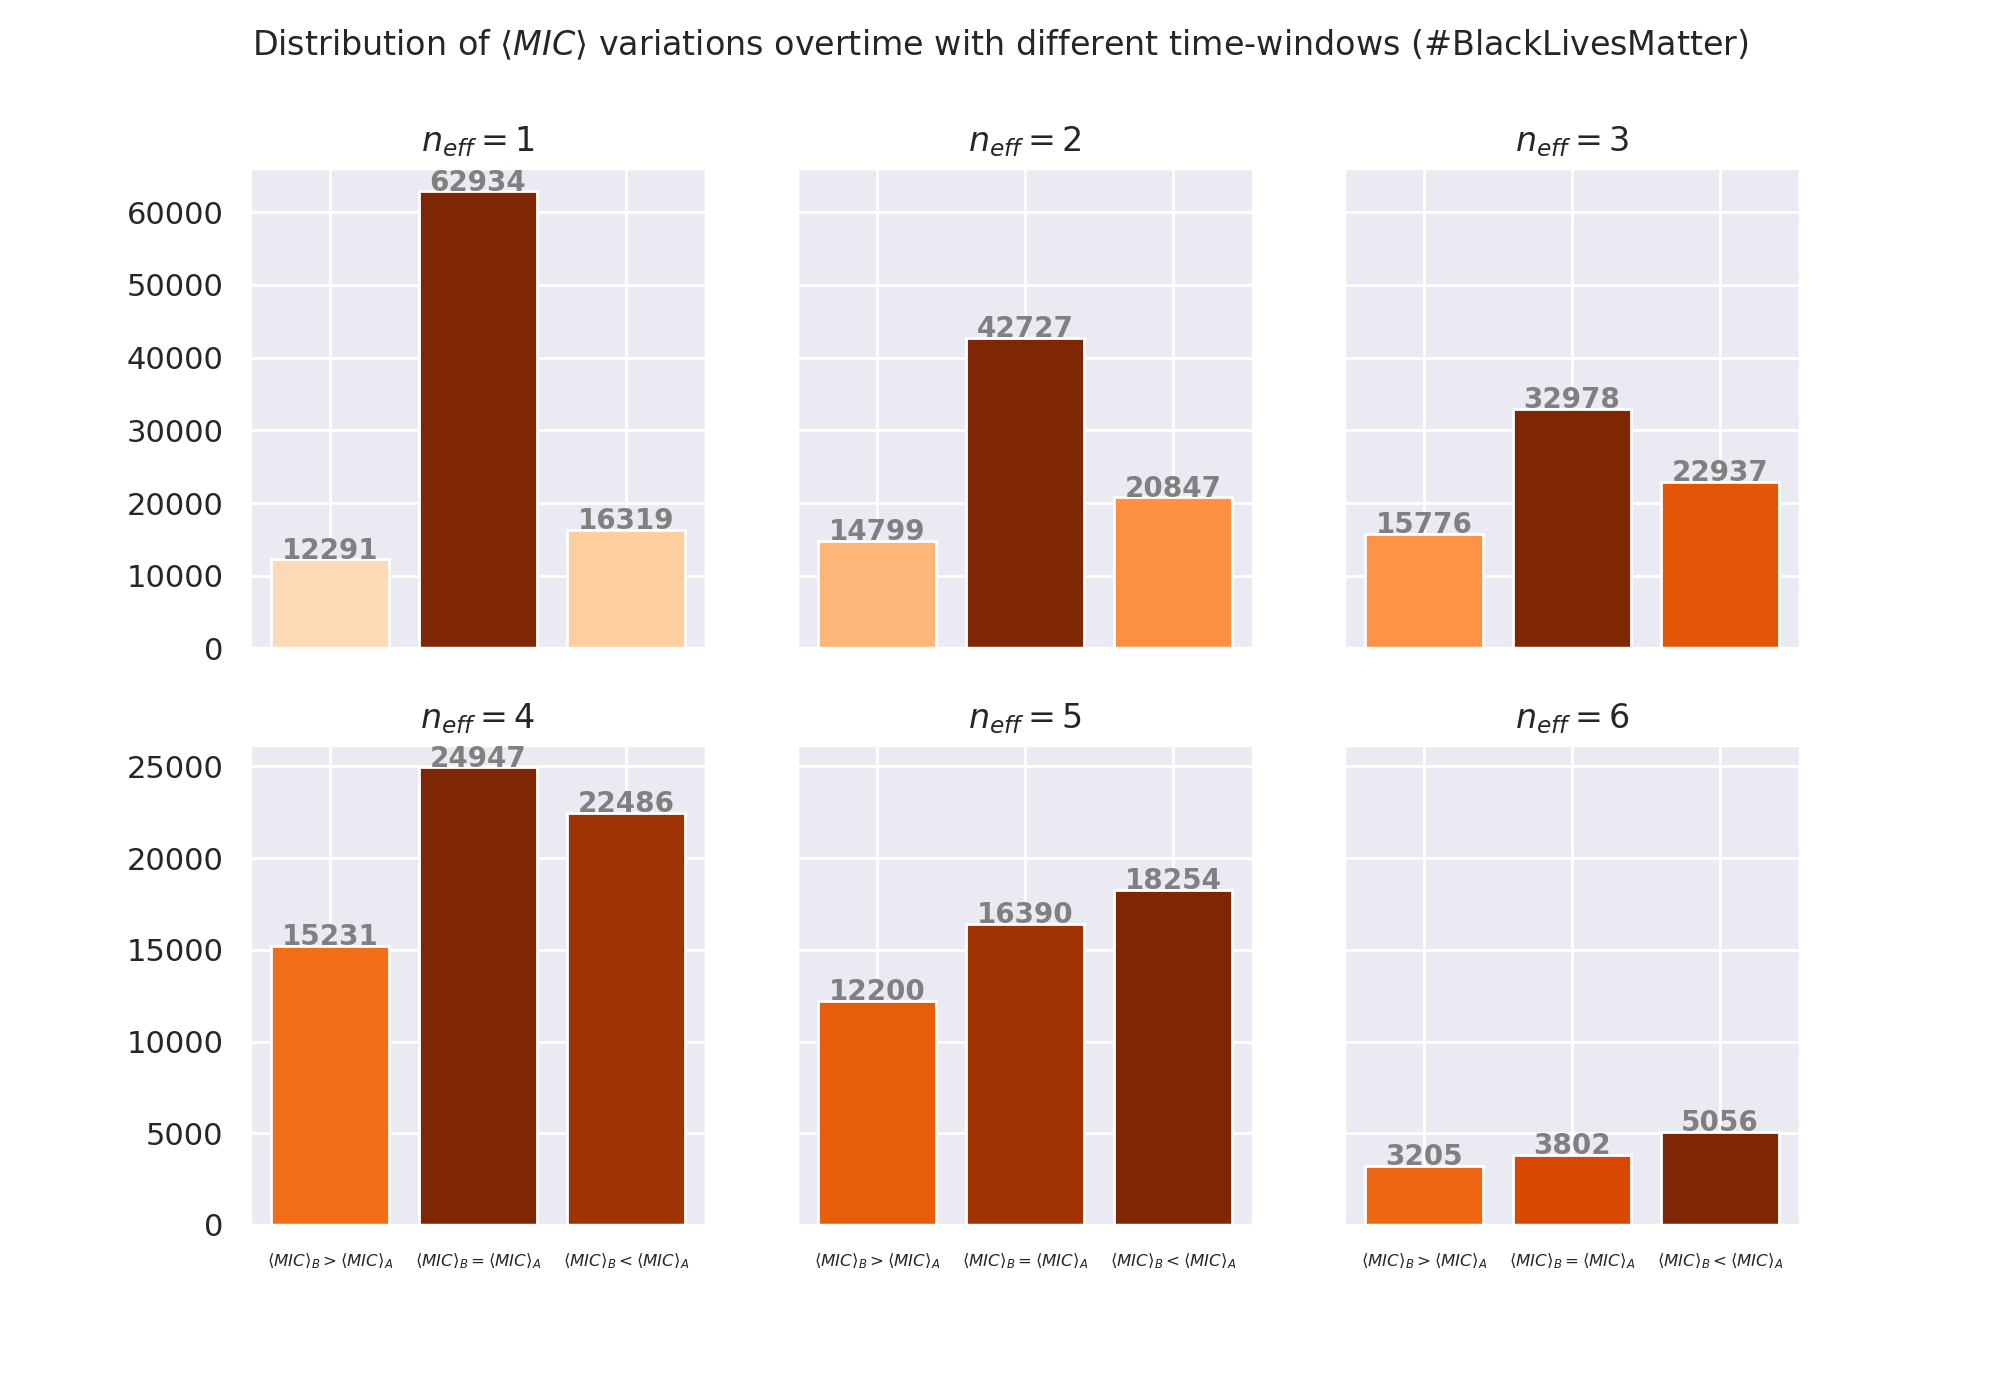 Distribution of ⟨MIC⟩ variations overtime with different time-windows (#BlackLivesMatter)
n_eff = 1
n_eff = 2
n_eff = 3
60000
50000
40000
30000
20000
10000
0
12291
62934
16319
14799
42727
20847
15776
32978
22937
n_eff = 4
n_eff = 5
n_eff = 6
25000
20000
15000
10000
5000
0
15231
24947
22486
12200
16390
18254
3205
3802
5056
⟨MIC⟩_B > ⟨MIC⟩_A
⟨MIC⟩_B = ⟨MIC⟩_A
⟨MIC⟩_B < ⟨MIC⟩_A
⟨MIC⟩_B > ⟨MIC⟩_A
⟨MIC⟩_B = ⟨MIC⟩_A
⟨MIC⟩_B < ⟨MIC⟩_A
⟨MIC⟩_B > ⟨MIC⟩_A
⟨MIC⟩_B = ⟨MIC⟩_A
⟨MIC⟩_B < ⟨MIC⟩_A